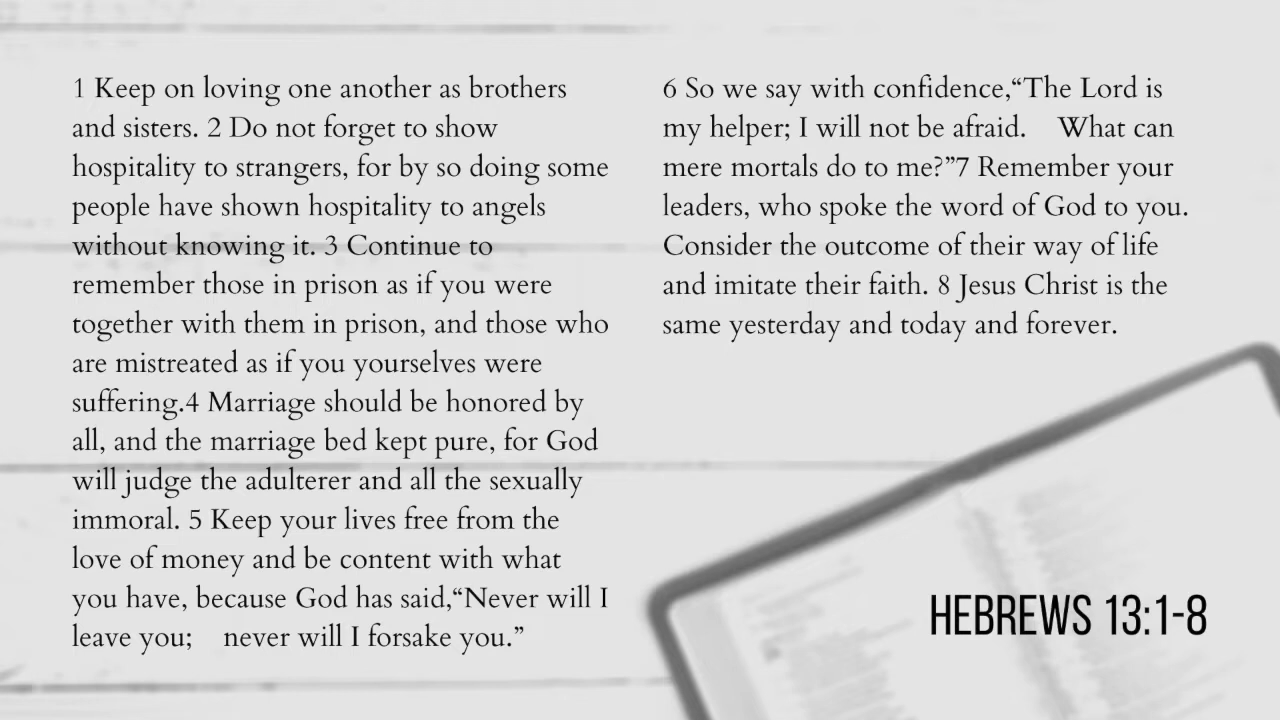 1 Keep on loving one another as brothers
and sisters. 2 Do not forget to show
hospitality to strangers, for by so doing some
people have shown hospitality to angels
without knowing it. 3 Continue to
remember those in prison as if you were
together with them in prison, and those who
are mistreated as if you yourselves were
suffering.4 Marriage should be honored by
all, and the marriage bed kept pure, for God
will judge the adulterer and all the sexually
immoral. 5 Keep your lives free from the
love of money and be content with what
you have, because God has said,“Never will I
leave you;    never will I forsake you.”
6 So we say with confidence,“The Lord is
my helper; I will not be afraid.    What can
mere mortals do to me?”7 Remember your
leaders, who spoke the word of God to you.
Consider the outcome of their way of life
and imitate their faith. 8 Jesus Christ is the
same yesterday and today and forever.
HEBREWS 13:1-8